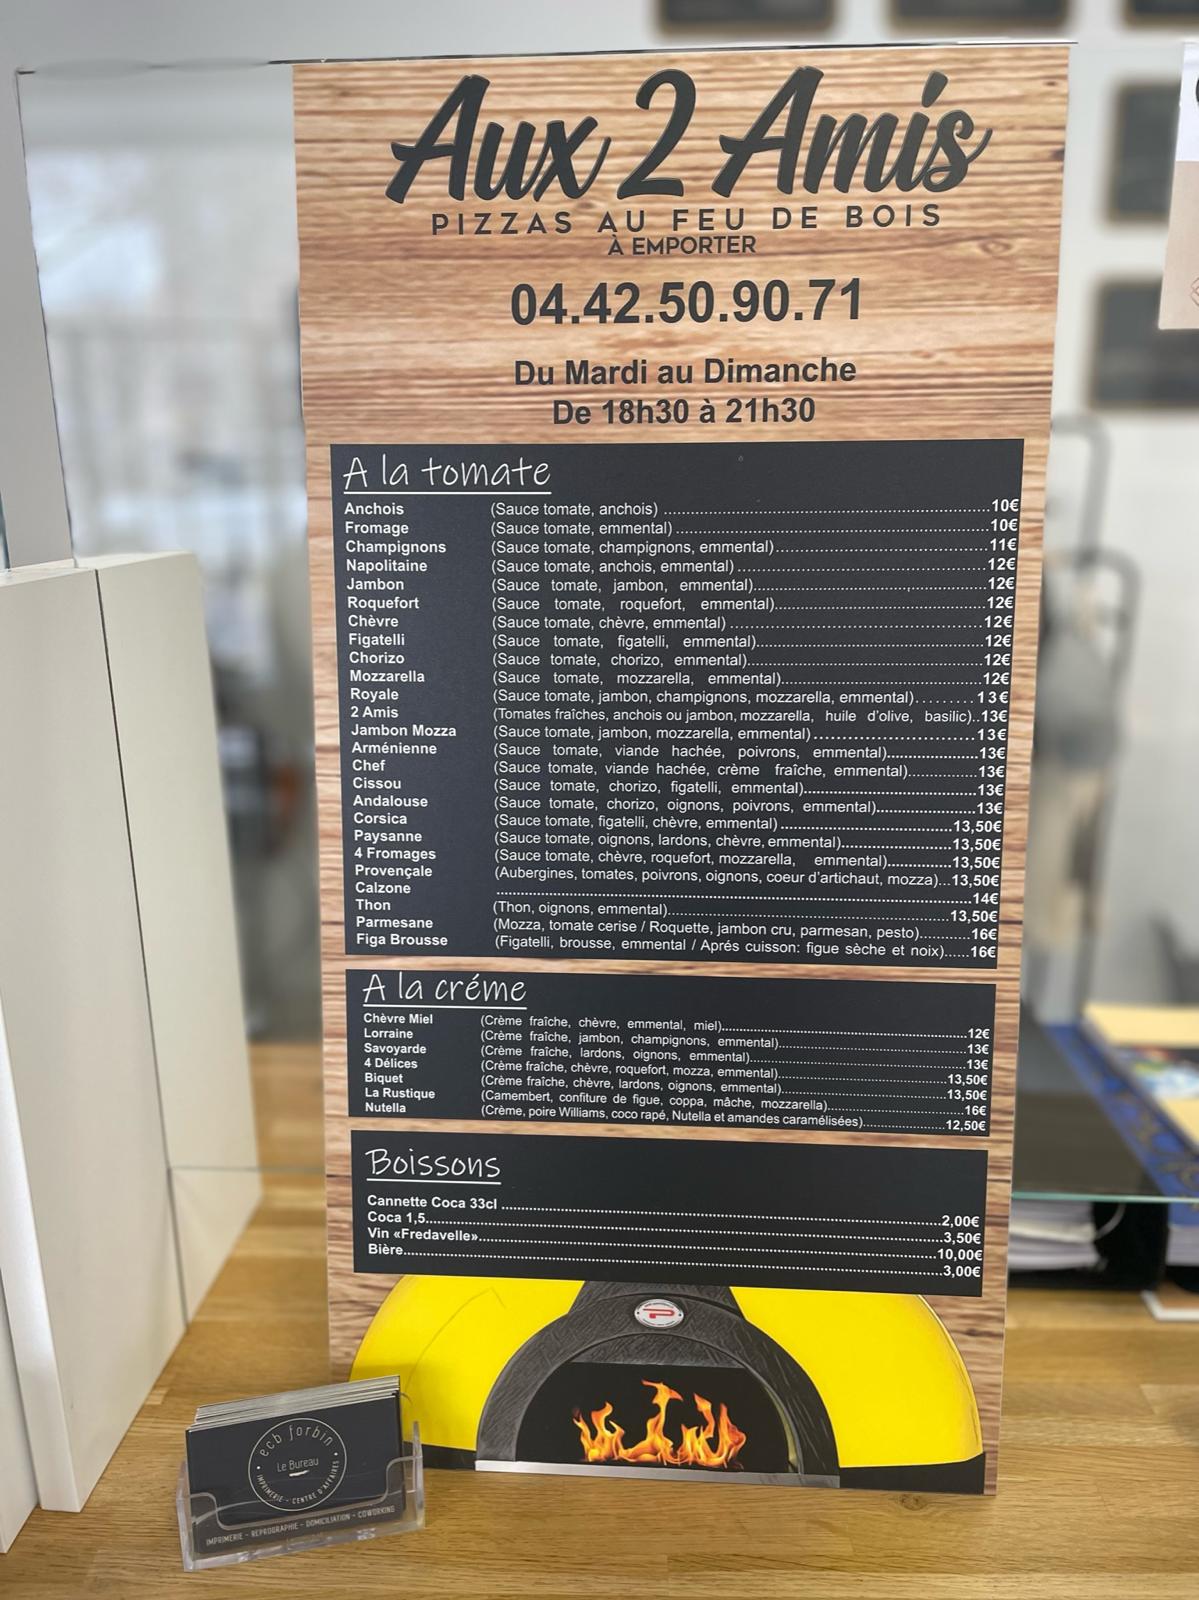 Aux 2 Amis
PIZZAS AU FEU DE BOIS
À EMPORTER
04.42.50.90.71
Du Mardi au Dimanche
De 18h30 à 21h30
A la tomate
Anchois (Sauce tomate, anchois) 10€
Fromage (Sauce tomate, emmental) 10€
Champignons (Sauce tomate, champignons, emmental) 11€
Napolitaine (Sauce tomate, anchois, emmental) 12€
Jambon (Sauce tomate, jambon, emmental) 12€
Roquefort (Sauce tomate, roquefort, emmental) 12€
Chèvre (Sauce tomate, chèvre, emmental) 12€
Figatelli (Sauce tomate, figatelli, emmental) 12€
Chorizo (Sauce tomate, chorizo, emmental) 12€
Mozzarella (Sauce tomate, mozzarella, emmental) 12€
Royale (Sauce tomate, jambon, champignons, mozzarella, emmental) 13€
2 Amis (Tomates fraîches, anchois ou jambon, mozzarella, huile d'olive, basilic) 13€
Jambon Mozza (Sauce tomate, jambon, mozzarella, emmental) 13€
Arménienne (Sauce tomate, viande hachée, poivrons, emmental) 13€
Chef (Sauce tomate, viande hachée, crème fraîche, emmental) 13€
Cissou (Sauce tomate, chorizo, figatelli, emmental) 13€
Andalouse (Sauce tomate, chorizo, oignons, poivrons, emmental) 13€
Corsica (Sauce tomate, figatelli, chèvre, emmental) 13,50€
Paysanne (Sauce tomate, oignons, lardons, chèvre, emmental) 13,50€
4 Fromages (Sauce tomate, chèvre, roquefort, mozzarella, emmental) 13,50€
Provençale (Aubergines, tomates, poivrons, oignons, coeur d'artichaut, mozza) 13,50€
Calzone 14€
Thon (Thon, oignons, emmental) 13,50€
Parmesane (Mozza, tomate cerise / Roquette, jambon cru, parmesan, pesto) 16€
Figa Brousse (Figatelli, brousse, emmental / Aprés cuisson: figue sèche et noix) 16€
A la créme
Chèvre Miel (Crème fraîche, chèvre, emmental, miel) 12€
Lorraine (Crème fraîche, jambon, champignons, emmental) 13€
Savoyarde (Crème fraîche, lardons, oignons, emmental) 13€
4 Délices (Crème fraîche, chèvre, roquefort, mozza, emmental) 13,50€
Biquet (Crème fraîche, chèvre, lardons, oignons, emmental) 13,50€
La Rustique (Camembert, confiture de figue, coppa, mâche, mozzarella) 16€
Nutella (Crème, poire Williams, coco rapé, Nutella et amandes caramélisées) 12,50€
Boissons
Cannette Coca 33cl 2,00€
Coca 1,5 3,50€
Vin «Fredavelle» 10,00€
Bière 3,00€
ecb forbin
Le Bureau
IMPRIMERIE - CENTRE D'AFFAIRES
IMPRIMERIE - REPROGRAPHIE - DOMICILIATION - COWORKING